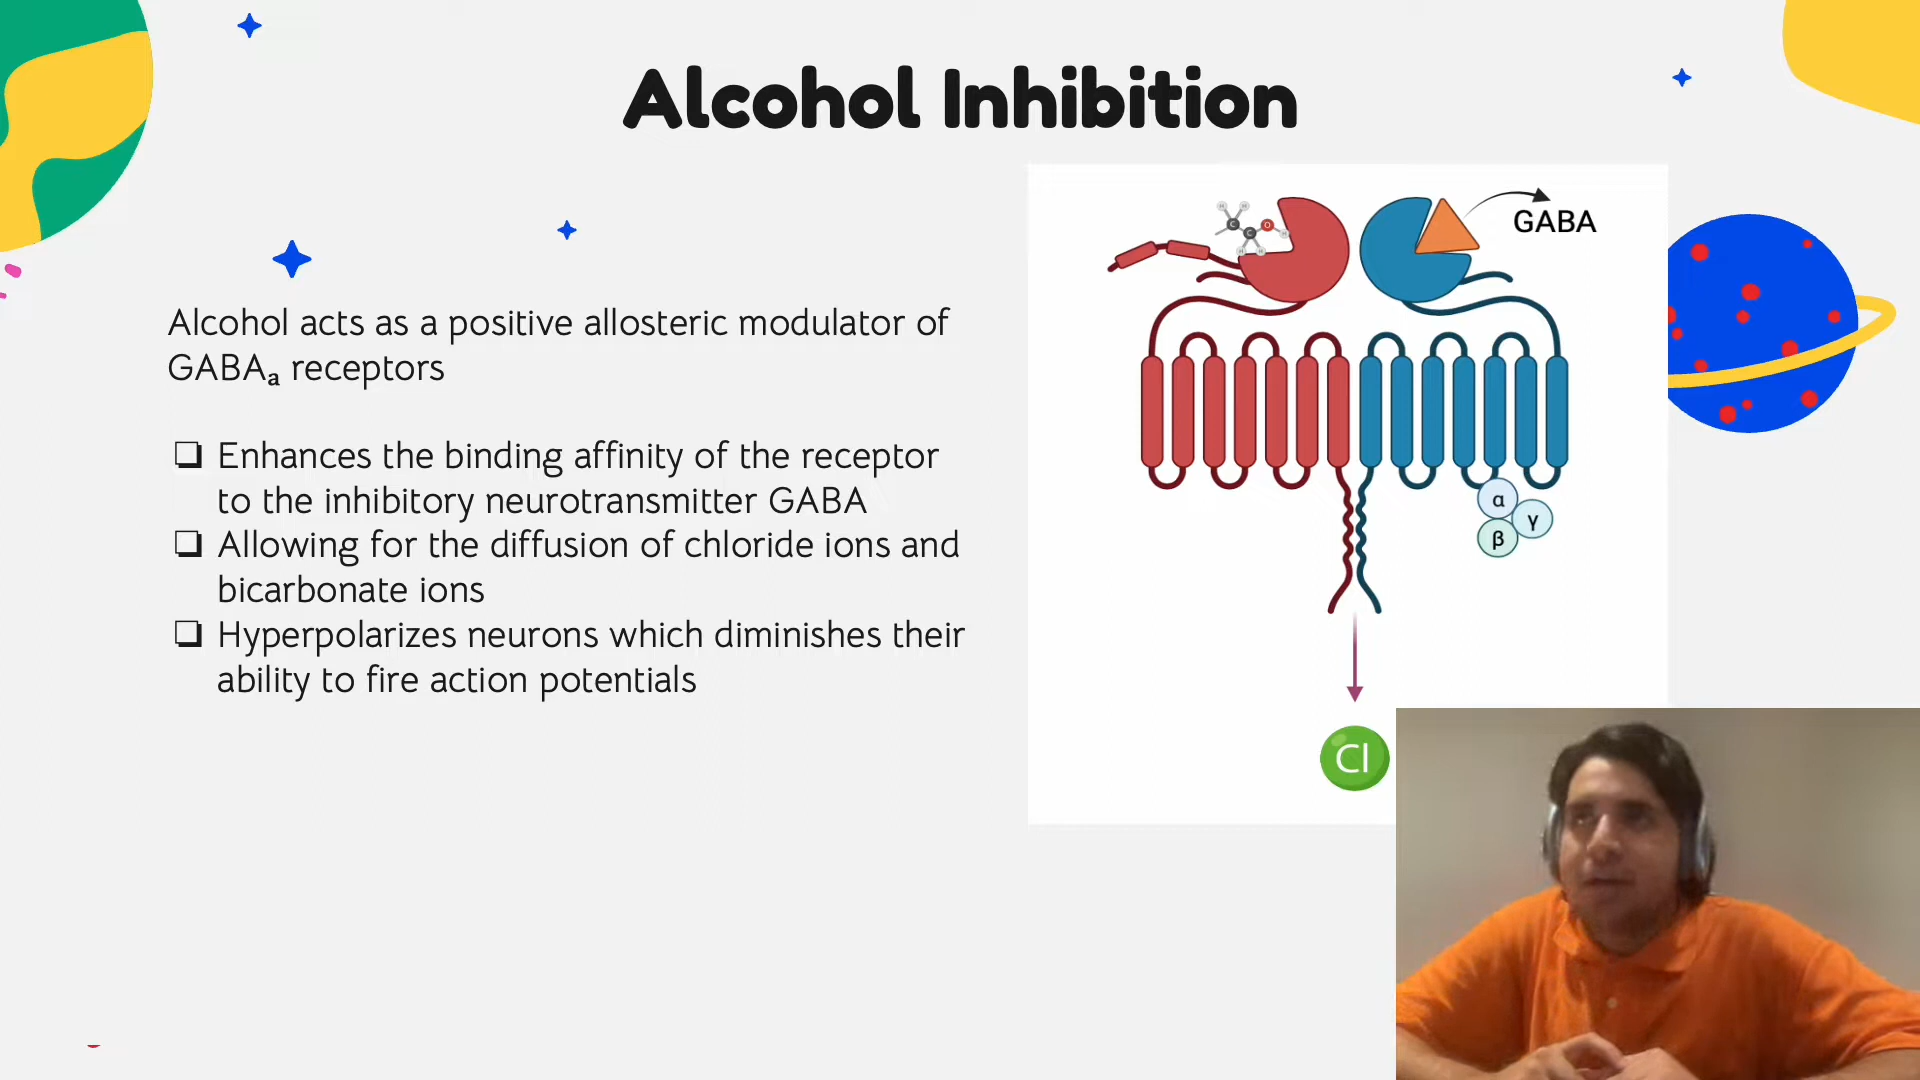 Alcohol Inhibition
Alcohol acts as a positive allosteric modulator of
GABAₐ receptors
❏ Enhances the binding affinity of the receptor
to the inhibitory neurotransmitter GABA
❏ Allowing for the diffusion of chloride ions and
bicarbonate ions
❏ Hyperpolarizes neurons which diminishes their
ability to fire action potentials
GABA
H H
C O
C H
H H
α
γ
β
Cl